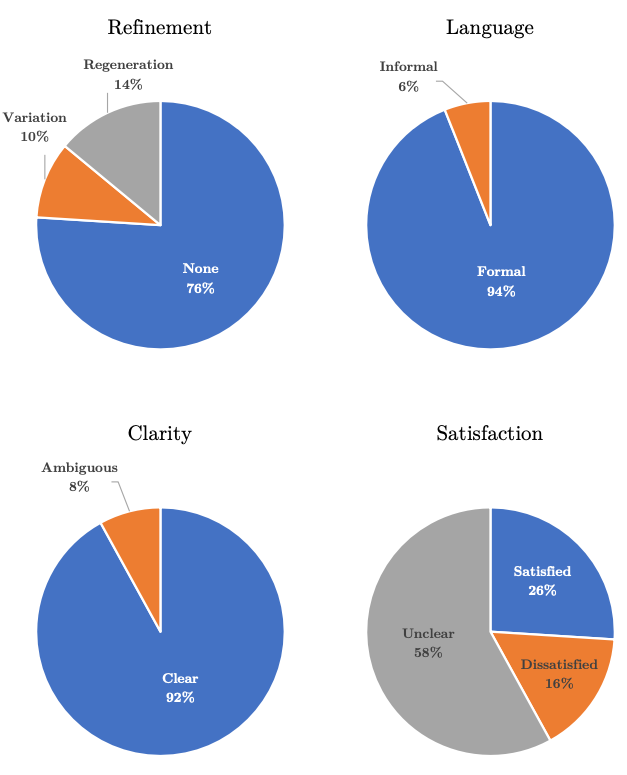 Refinement
Regeneration
14%
Variation
10%
None
76%
Language
Informal
6%
Formal
94%
Clarity
Ambiguous
8%
Clear
92%
Satisfaction
Satisfied
26%
Unclear
58%
Dissatisfied
16%